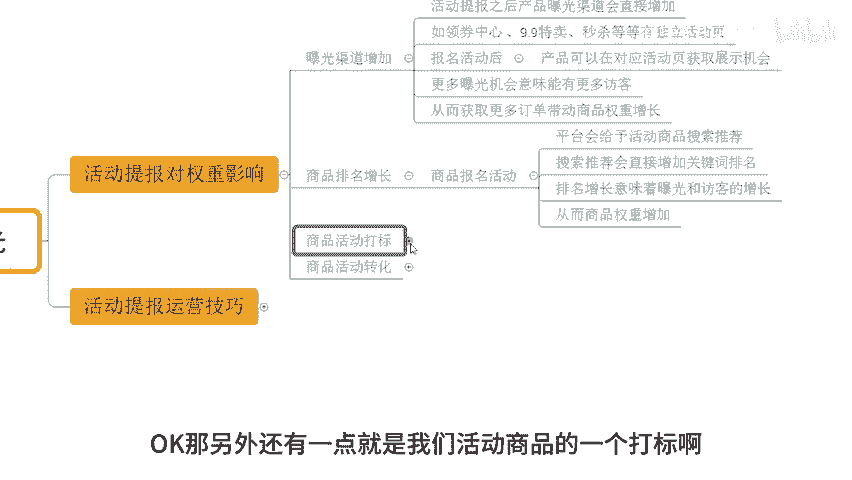 活动提报之后产品曝光渠道会直接增加
如领券中心、9.9特卖、秒杀等等有独立活动页
曝光渠道增加
报名活动后
产品可以在对应活动页获取展示机会
更多曝光机会意味能有更多访客
从而获取更多订单带动商品权重增长
平台会给予活动商品搜索推荐
活动提报对权重影响
搜索推荐会直接增加关键词排名
商品排名增长
商品报名活动
排名增长意味着曝光和访客的增长
从而商品权重增加
商品活动打标
商品活动转化
活动提报运营技巧
OK那另外还有一点就是我们活动商品的一个打标啊